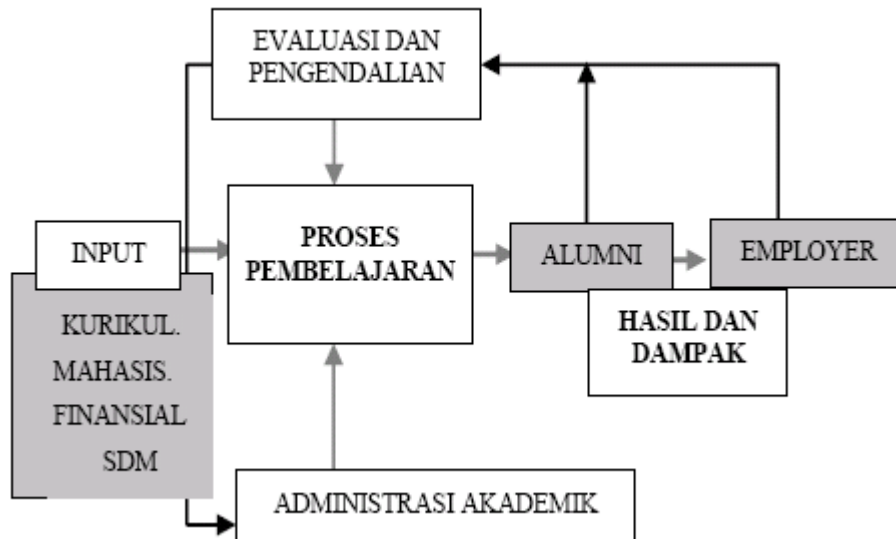 EVALUASI DAN
PENGENDALIAN
INPUT
PROSES
PEMBELAJARAN
ALUMNI
EMPLOYER
KURIKUL.
MAHASIS.
FINANSIAL
SDM
HASIL DAN
DAMPAK
ADMINISTRASI AKADEMIK